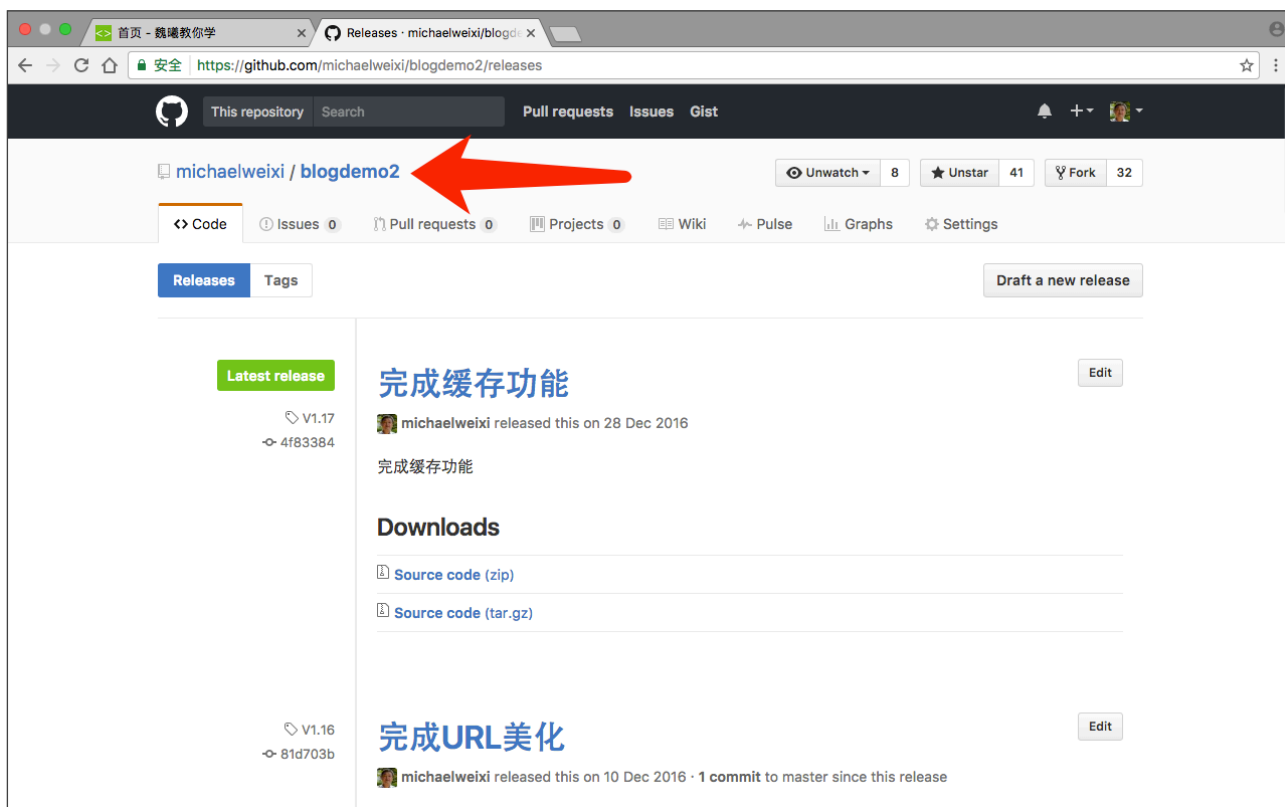 首页 - 魏曦教你学
Releases · michaelweixi/blogde
安全 https://github.com/michaelweixi/blogdemo2/releases
This repository Search Pull requests Issues Gist
michaelweixi / blogdemo2 Unwatch 8 Unstar 41 Fork 32
Code Issues 0 Pull requests 0 Projects 0 Wiki Pulse Graphs Settings
Releases Tags Draft a new release
Latest release 完成缓存功能 Edit
V1.17 michaelweixi released this on 28 Dec 2016
4f83384
完成缓存功能
Downloads
Source code (zip)
Source code (tar.gz)
V1.16 完成URL美化 Edit
81d703b
michaelweixi released this on 10 Dec 2016 · 1 commit to master since this release